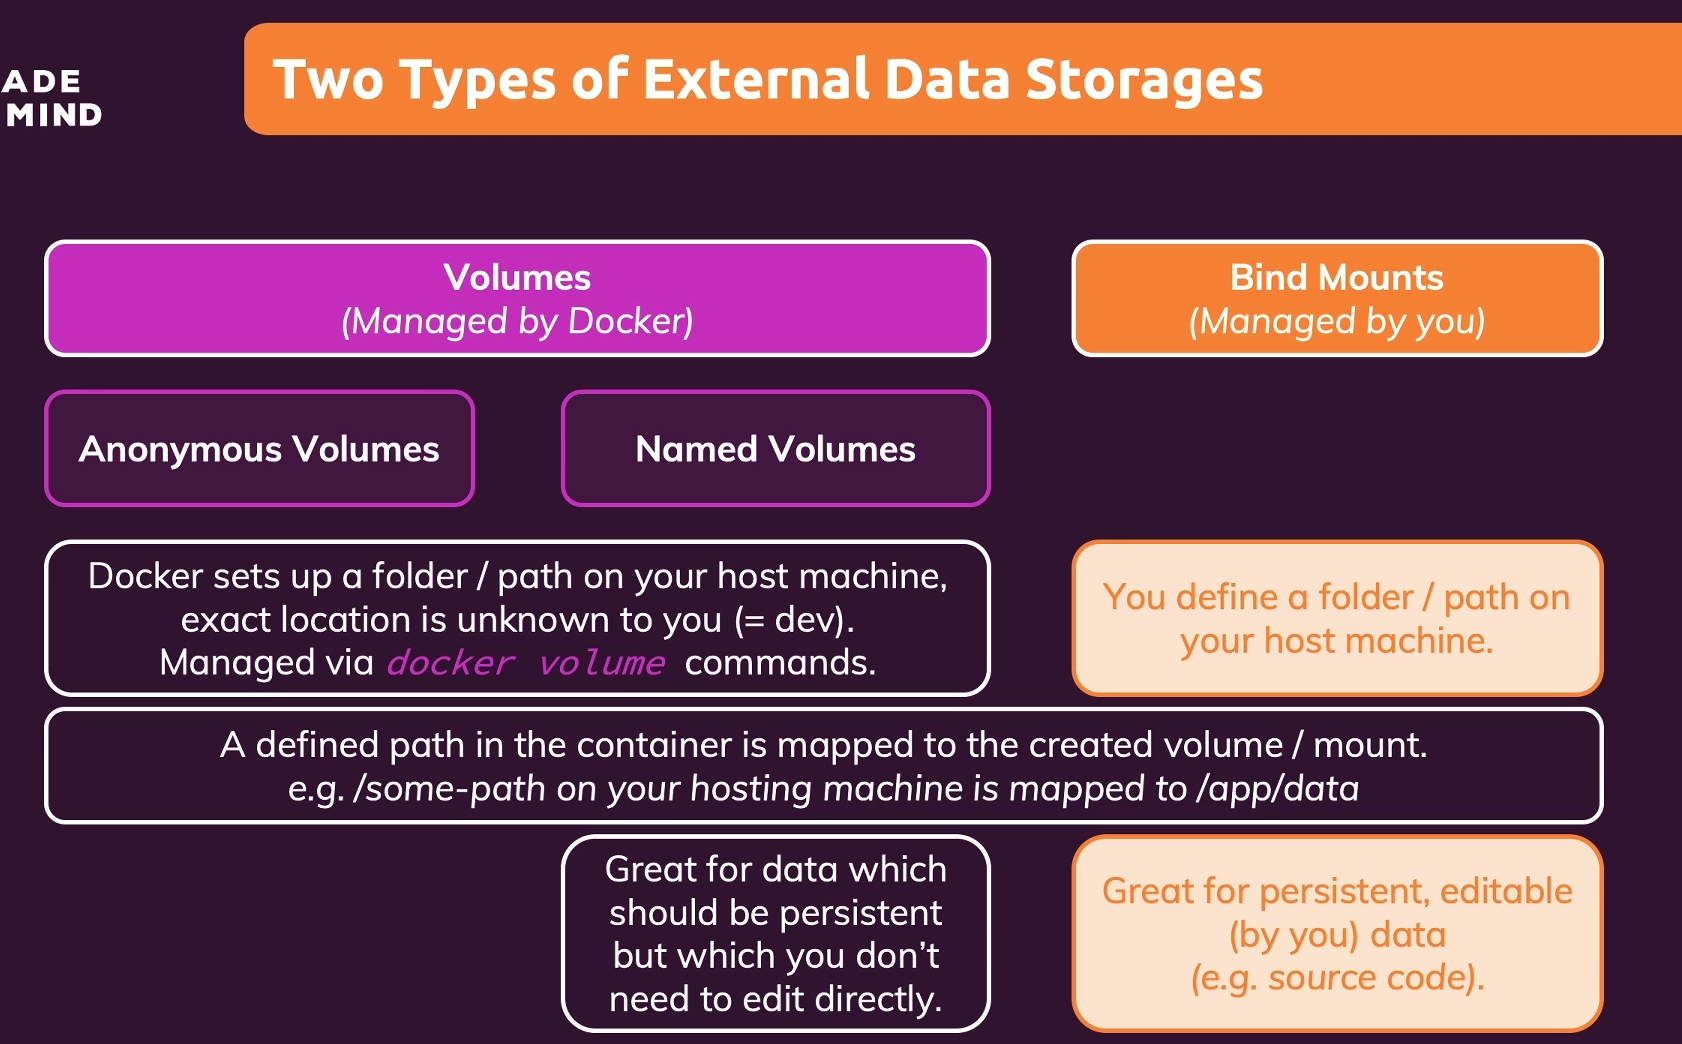 ADE
MIND
Two Types of External Data Storages
Volumes
(Managed by Docker)
Bind Mounts
(Managed by you)
Anonymous Volumes
Named Volumes
Docker sets up a folder / path on your host machine,
exact location is unknown to you (= dev).
Managed via docker volume commands.
You define a folder / path on
your host machine.
A defined path in the container is mapped to the created volume / mount.
e.g. /some-path on your hosting machine is mapped to /app/data
Great for data which
should be persistent
but which you don’t
need to edit directly.
Great for persistent, editable
(by you) data
(e.g. source code).